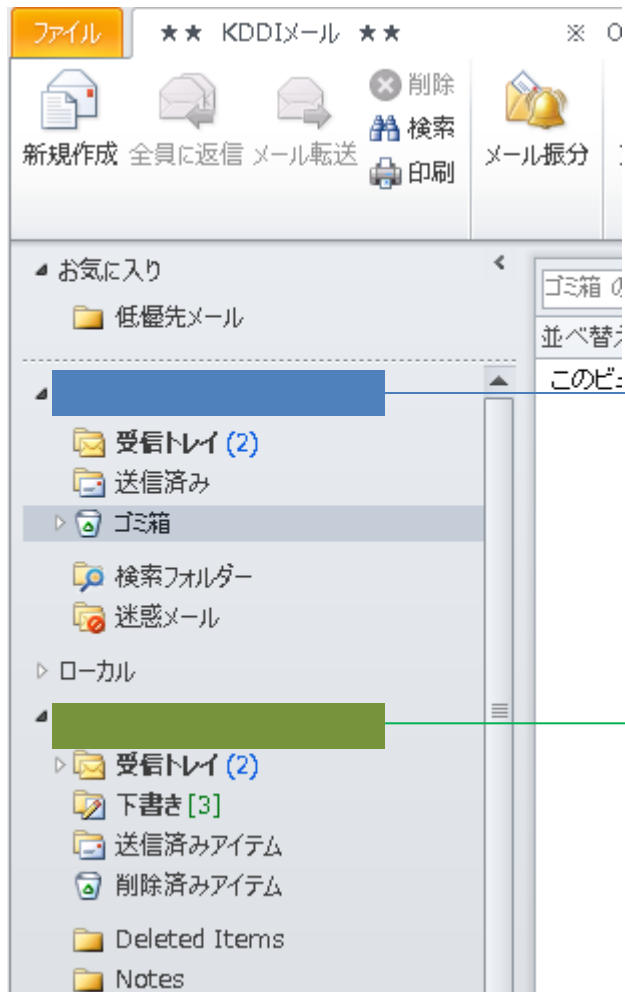 ファイル
★★ KDDIメール ★★
※
新規作成
全員に返信
メール転送
削除
検索
印刷
メール振分
お気に入り
低優先メール
ゴミ箱 の
並べ替え
このビュ
受信トレイ (2)
送信済み
ゴミ箱
検索フォルダー
迷惑メール
ローカル
受信トレイ (2)
下書き [3]
送信済みアイテム
削除済みアイテム
Deleted Items
Notes